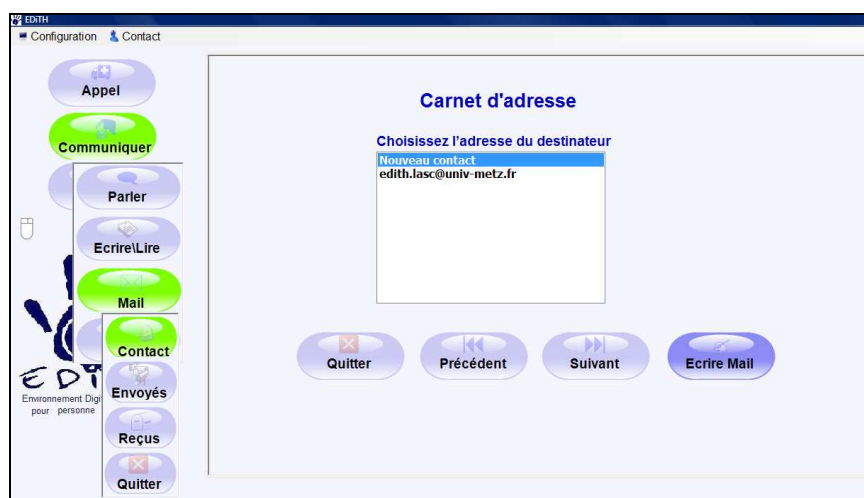 EDiTH
Configuration Contact
Appel
Communiquer
Parler
Ecrire\Lire
Mail
Contact
Envoyés
Reçus
Quitter
EDi
Environnement Digi
pour personne
Carnet d'adresse
Choisissez l'adresse du destinateur
Nouveau contact
edith.lasc@univ-metz.fr
Quitter Précédent Suivant Ecrire Mail